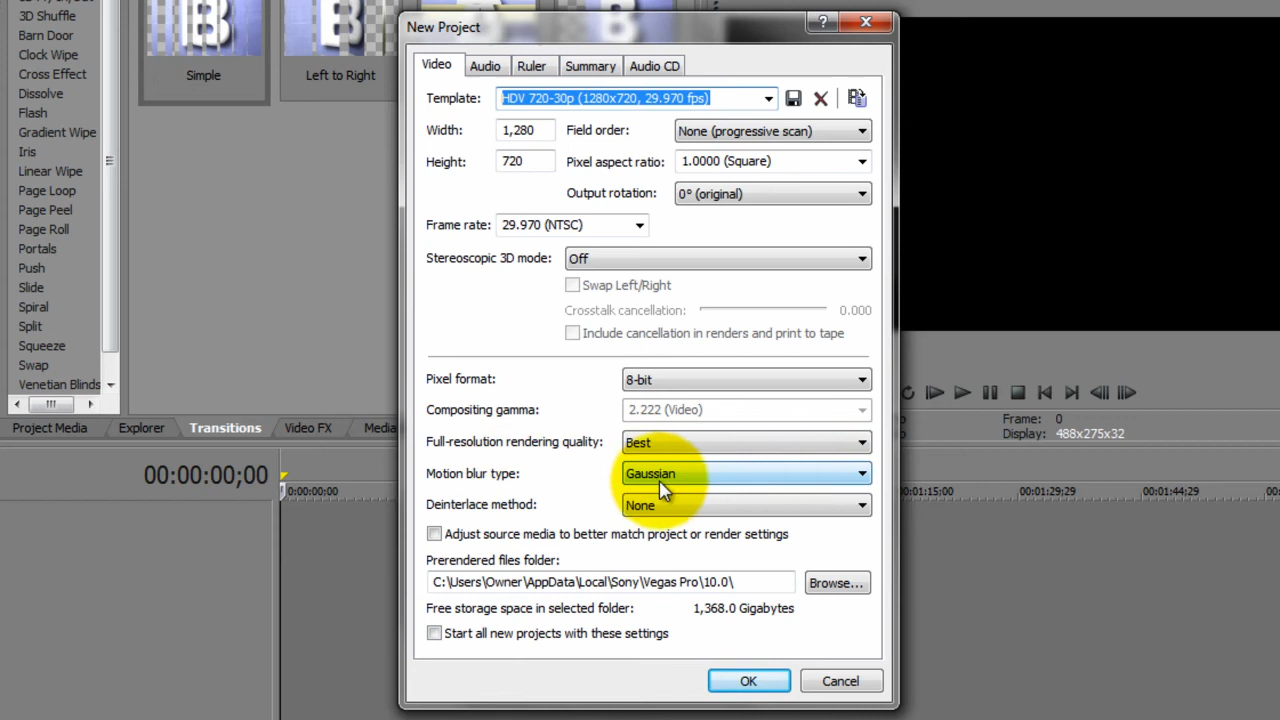 3D Shuffle
Barn Door
Clock Wipe
Cross Effect
Dissolve
Flash
Gradient Wipe
Iris
Linear Wipe
Page Loop
Page Peel
Page Roll
Portals
Push
Slide
Spiral
Split
Squeeze
Swap
Venetian Blinds
Simple
Left to Right
Project Media
Explorer
Transitions
Video FX
Media
00:00:00;00
0:00:00;00
New Project
Video
Audio
Ruler
Summary
Audio CD
Template: HDV 720-30p (1280x720, 29.970 fps)
Width: 1,280
Field order: None (progressive scan)
Height: 720
Pixel aspect ratio: 1.0000 (Square)
Output rotation: 0° (original)
Frame rate: 29.970 (NTSC)
Stereoscopic 3D mode: Off
Swap Left/Right
Crosstalk cancellation: 0.000
Include cancellation in renders and print to tape
Pixel format: 8-bit
Compositing gamma: 2.222 (Video)
Full-resolution rendering quality: Best
Motion blur type: Gaussian
Deinterlace method: None
Adjust source media to better match project or render settings
Prerendered files folder:
C:\Users\Owner\AppData\Local\Sony\Vegas Pro\10.0\
Browse...
Free storage space in selected folder: 1,368.0 Gigabytes
Start all new projects with these settings
OK
Cancel
Frame: 0
Display: 488x275x32
00:01:15;00
00:01:29;29
00:01:44;29